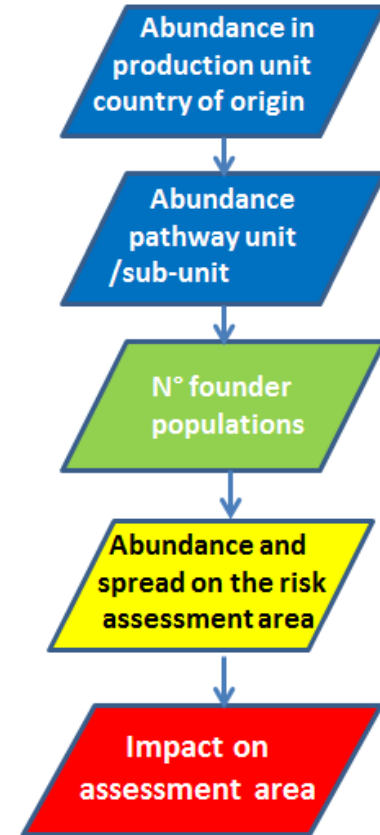 Abundance in
production unit
country of origin
Abundance
pathway unit
/sub-unit
N° founder
populations
Abundance and
spread on the risk
assessment area
Impact on
assessment area